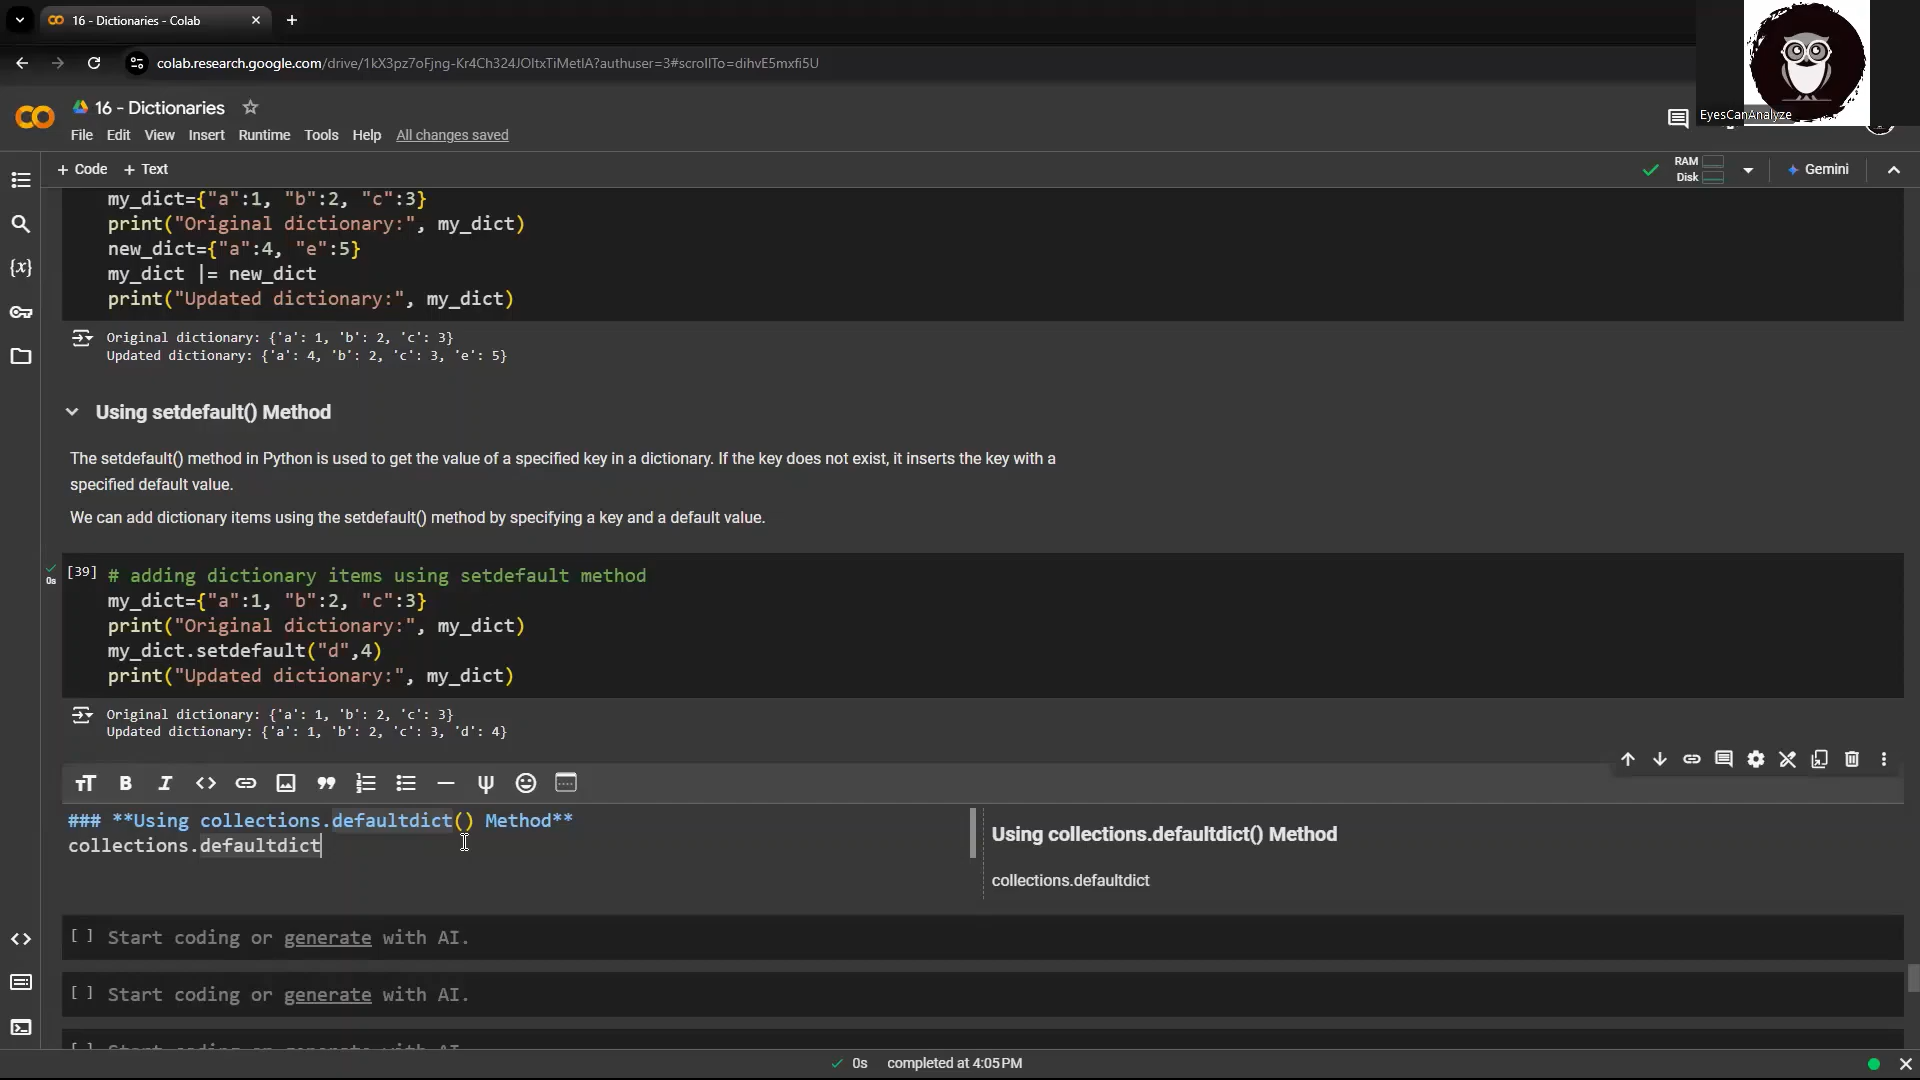 16 - Dictionaries - Colab
colab.research.google.com/drive/1kX3pz7oFjng-Kr4Ch324JOltxTiMetlA?authuser=3#scrollTo=dihvE5mxfi5U
EyesCanAnalyze
16 - Dictionaries
File Edit View Insert Runtime Tools Help All changes saved
+ Code + Text
RAM
Disk
Gemini
my_dict={"a":1, "b":2, "c":3}
print("Original dictionary:", my_dict)
new_dict={"a":4, "e":5}
my_dict |= new_dict
print("Updated dictionary:", my_dict)
Original dictionary: {'a': 1, 'b': 2, 'c': 3}
Updated dictionary: {'a': 4, 'b': 2, 'c': 3, 'e': 5}
Using setdefault() Method
The setdefault() method in Python is used to get the value of a specified key in a dictionary. If the key does not exist, it inserts the key with a
specified default value.
We can add dictionary items using the setdefault() method by specifying a key and a default value.
0s
[39] # adding dictionary items using setdefault method
my_dict={"a":1, "b":2, "c":3}
print("Original dictionary:", my_dict)
my_dict.setdefault("d",4)
print("Updated dictionary:", my_dict)
Original dictionary: {'a': 1, 'b': 2, 'c': 3}
Updated dictionary: {'a': 1, 'b': 2, 'c': 3, 'd': 4}
### **Using collections.defaultdict() Method**
collections.defaultdict
Using collections.defaultdict() Method
collections.defaultdict
[ ] Start coding or generate with AI.
[ ] Start coding or generate with AI.
[ ] Start coding or generate with AI.
0s completed at 4:05 PM